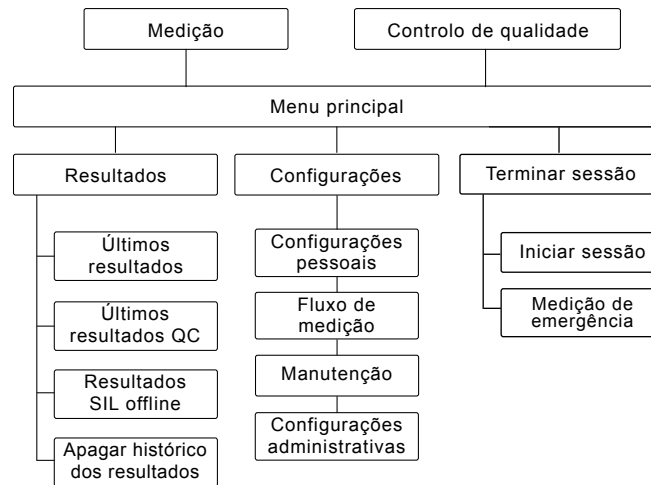 Medição
Controlo de qualidade
Menu principal
Resultados
Configurações
Terminar sessão
Últimos
resultados
Últimos
resultados QC
Resultados
SIL offline
Apagar histórico
dos resultados
Configurações
pessoais
Fluxo de
medição
Manutenção
Configurações
administrativas
Iniciar sessão
Medição de
emergência